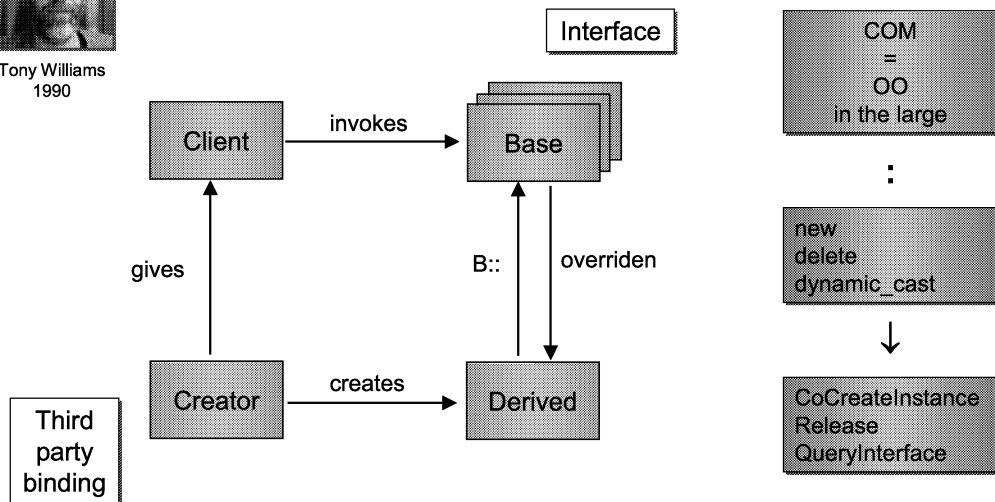 Tony Williams
1990
Interface
Client
invokes
Base
gives
B::
overriden
Creator
creates
Derived
Third
party
binding
COM
=
OO
in the large
:
new
delete
dynamic_cast
↓
CoCreateInstance
Release
QueryInterface